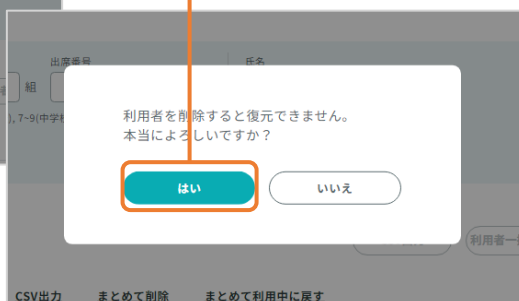 出席番号
氏名
組
), 7~9(中学
利用者を削除すると復元できません。
本当によろしいですか？
はい
いいえ
利用者一
CSV出力
まとめて削除
まとめて利用中に戻す